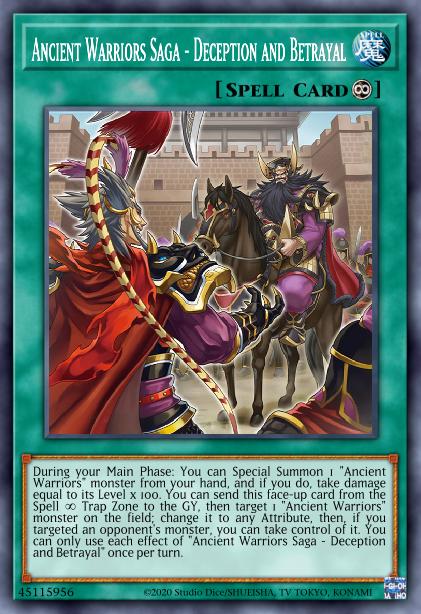 ANCIENT WARRIORS SAGA - DECEPTION AND BETRAYAL
SPELL
魔
[SPELL CARD∞]
During your Main Phase: You can Special Summon 1 "Ancient
Warriors" monster from your hand, and if you do, take damage
equal to its Level x 100. You can send this face-up card from the
Spell ∞ Trap Zone to the GY, then target 1 "Ancient Warriors"
monster on the field; change it to any Attribute, then, if you
targeted an opponent's monster, you can take control of it. You
can only use each effect of "Ancient Warriors Saga - Deception
and Betrayal" once per turn.
45115956
©2020 Studio Dice/SHUEISHA, TV TOKYO, KONAMI